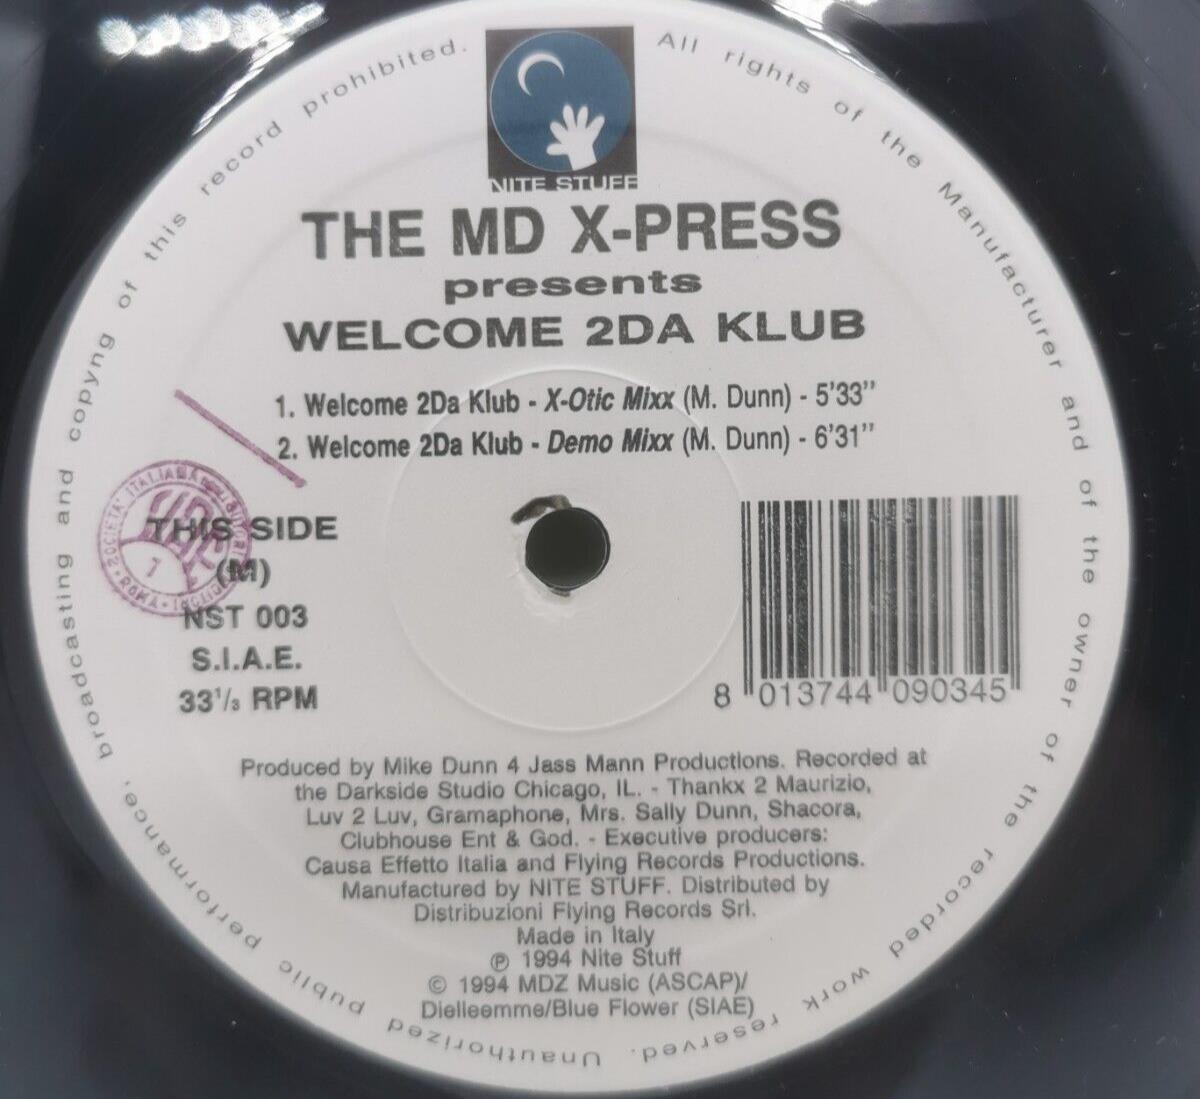 NITE STUFF
THE MD X-PRESS
presents
WELCOME 2DA KLUB
1. Welcome 2Da Klub - X-Otic Mixx (M. Dunn) - 5'33"
2. Welcome 2Da Klub - Demo Mixx (M. Dunn) - 6'31"
THIS SIDE
(M)
NST 003
S.I.A.E.
33 1/3 RPM
SOCIETA' ITALIANA
ROMA
8 013744 090345
Produced by Mike Dunn 4 Jass Mann Productions. Recorded at
the Darkside Studio Chicago, IL. - Thankx 2 Maurizio,
Luv 2 Luv, Gramaphone, Mrs. Sally Dunn, Shacora,
Clubhouse Ent & God. - Executive producers:
Causa Effetto Italia and Flying Records Productions.
Manufactured by NITE STUFF. Distributed by
Distribuzioni Flying Records Srl.
Made in Italy
℗ 1994 Nite Stuff
© 1994 MDZ Music (ASCAP)/
Dielleemme/Blue Flower (SIAE)
All rights of the Manufacturer and of the owner of the recorded work reserved. Unauthorized public performance, broadcasting and copyng of this record prohibited.